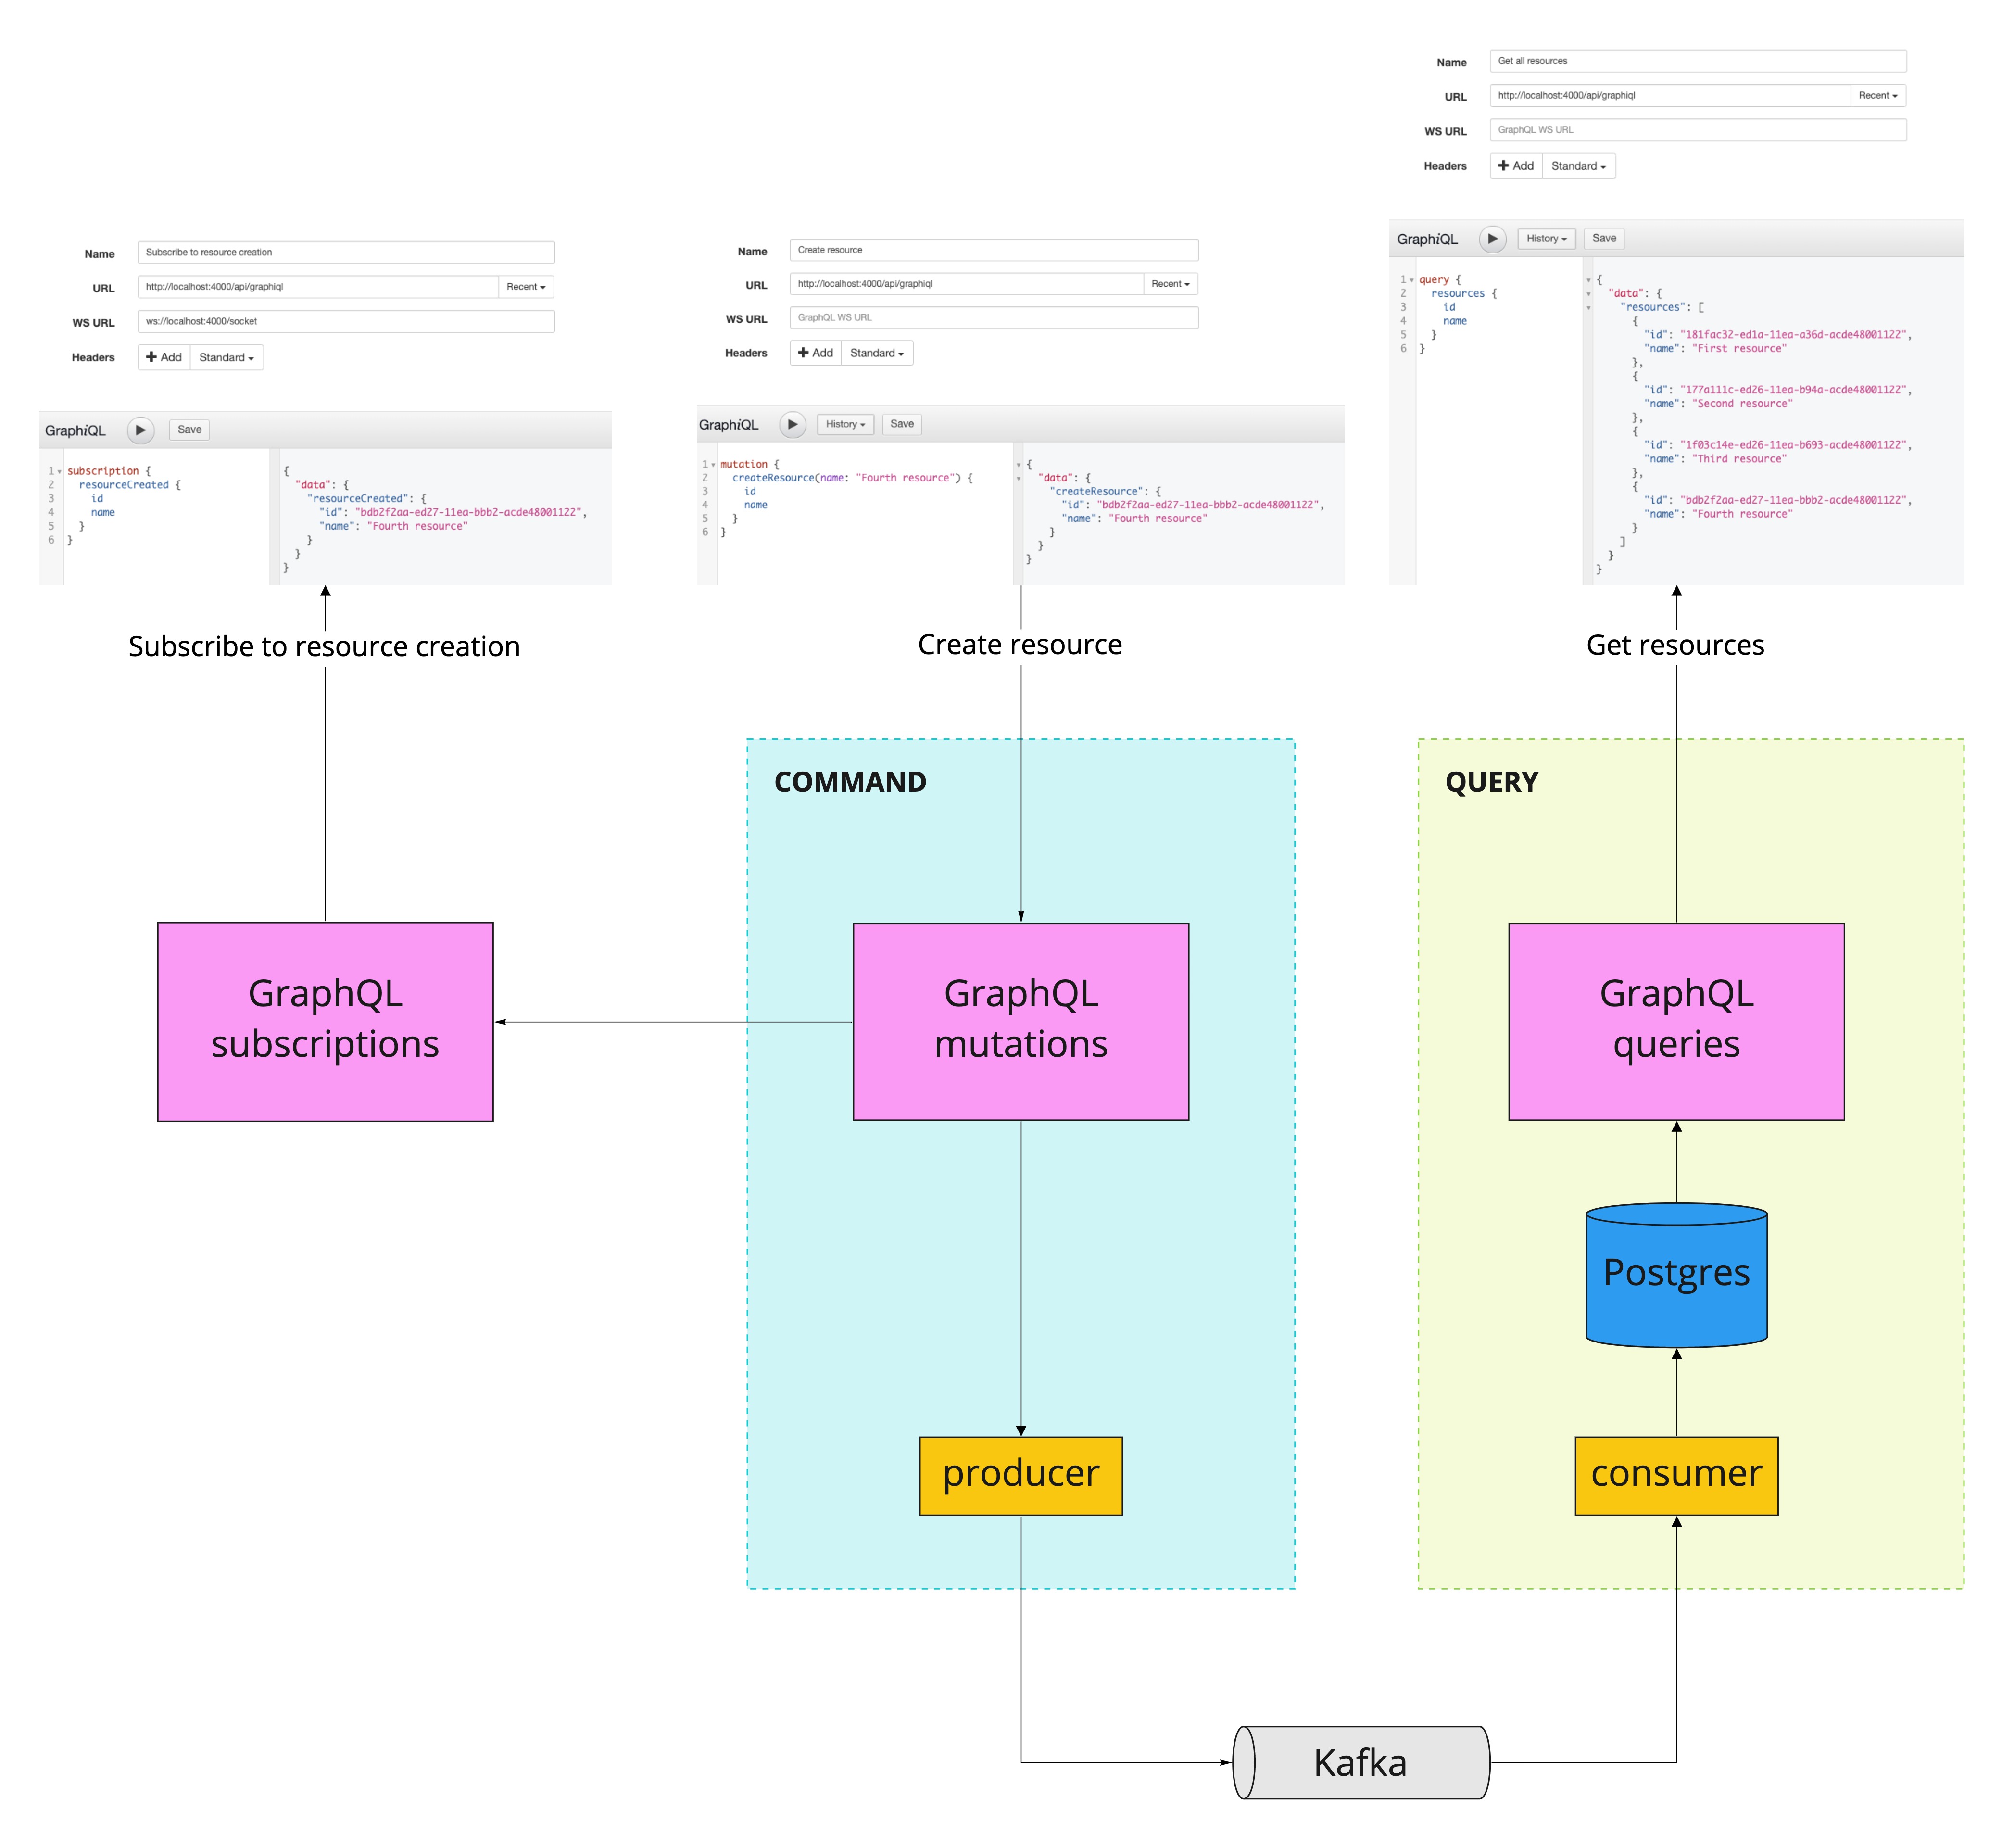 Name Get all resources
URL http://localhost:4000/api/graphiql Recent
WS URL GraphQL WS URL
Headers + Add Standard
GraphiQL History Save
1 query {
2 resources {
3 id
4 name
5 }
6 }
{
"data": {
"resources": [
{
"id": "181fac32-ed1a-11ea-a36d-acde48001122",
"name": "First resource"
},
{
"id": "177a111c-ed26-11ea-b94a-acde48001122",
"name": "Second resource"
},
{
"id": "1f03c14e-ed26-11ea-b693-acde48001122",
"name": "Third resource"
},
{
"id": "bdb2f2aa-ed27-11ea-bbb2-acde48001122",
"name": "Fourth resource"
}
]
}
}
Name Subscribe to resource creation
URL http://localhost:4000/api/graphiql Recent
WS URL ws://localhost:4000/socket
Headers + Add Standard
GraphiQL Save
1 subscription {
2 resourceCreated {
3 id
4 name
5 }
6 }
{
"data": {
"resourceCreated": {
"id": "bdb2f2aa-ed27-11ea-bbb2-acde48001122",
"name": "Fourth resource"
}
}
}
Name Create resource
URL http://localhost:4000/api/graphiql Recent
WS URL GraphQL WS URL
Headers + Add Standard
GraphiQL History Save
1 mutation {
2 createResource(name: "Fourth resource") {
3 id
4 name
5 }
6 }
{
"data": {
"createResource": {
"id": "bdb2f2aa-ed27-11ea-bbb2-acde48001122",
"name": "Fourth resource"
}
}
}
Subscribe to resource creation
Create resource
Get resources
COMMAND
QUERY
GraphQL
subscriptions
GraphQL
mutations
GraphQL
queries
Postgres
producer
consumer
Kafka